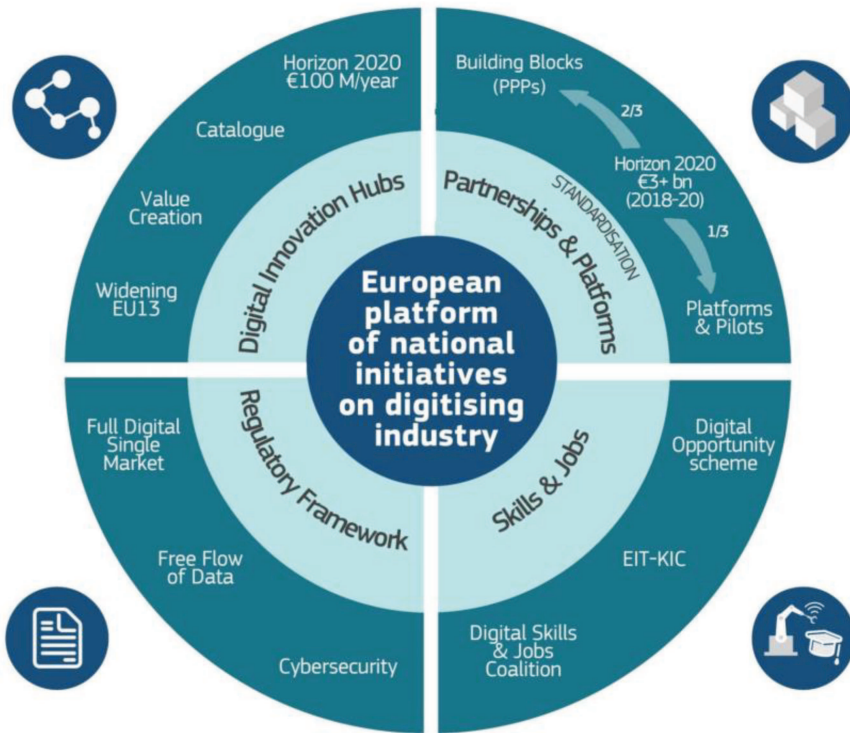 Horizon 2020
€100 M/year
Catalogue
Value
Creation
Widening
EU13
Digital Innovation Hubs
Building Blocks
(PPPs)
2/3
Horizon 2020
€3+ bn
(2018-20)
1/3
Platforms
& Pilots
STANDARDISATION
Partnerships & Platforms
European
platform
of national
initiatives
on digitising
industry
Full Digital
Single
Market
Free Flow
of Data
Cybersecurity
Regulatory Framework
Skills & Jobs
Digital
Opportunity
scheme
EIT-KIC
Digital Skills
& Jobs
Coalition